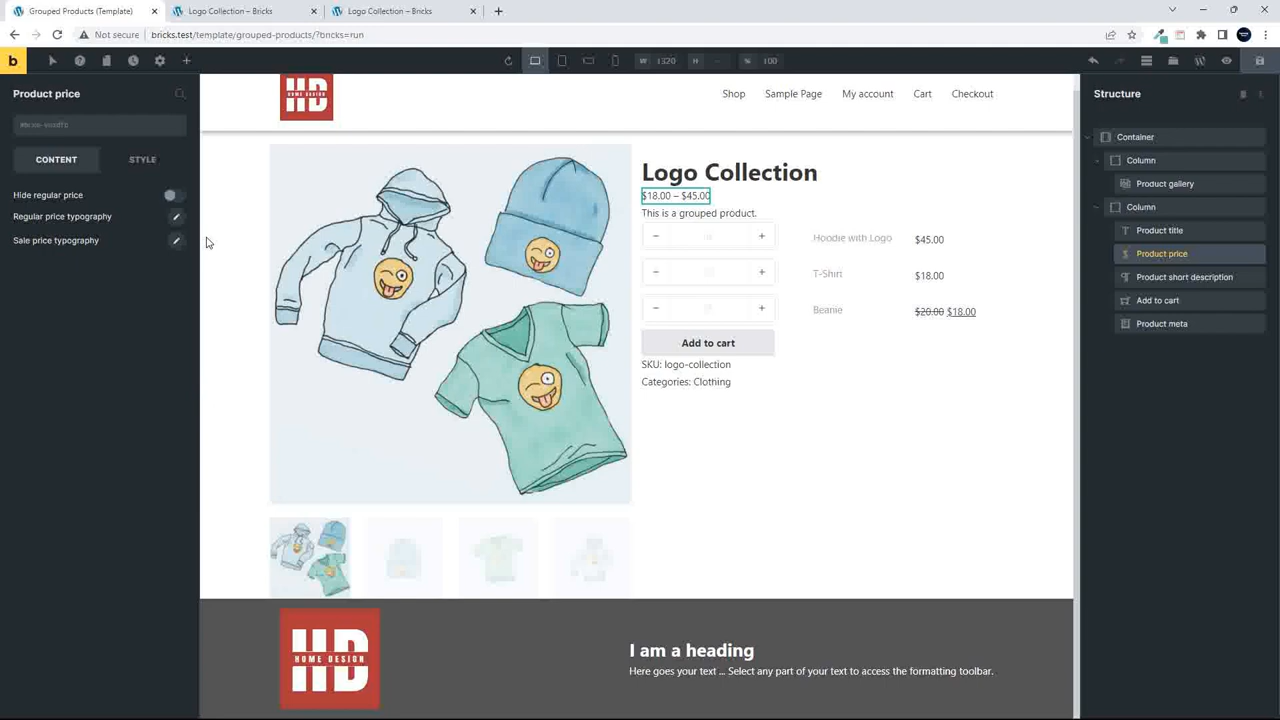 Grouped Products (Template)
Logo Collection – Bricks
Logo Collection – Bricks
Not secure
bricks.test/template/grouped-products/?bricks=run
b
W 1320 H – % 100
Product price
CONTENT
STYLE
Hide regular price
Regular price typography
Sale price typography
HD
HOME DESIGN
Shop
Sample Page
My account
Cart
Checkout
Logo Collection
$18.00 – $45.00
This is a grouped product.
Hoodie with Logo
$45.00
T-Shirt
$18.00
Beanie
$20.00 $18.00
Add to cart
SKU: logo-collection
Categories: Clothing
HD
HOME DESIGN
I am a heading
Here goes your text ... Select any part of your text to access the formatting toolbar.
Structure
Container
Column
Product gallery
Column
Product title
Product price
Product short description
Add to cart
Product meta